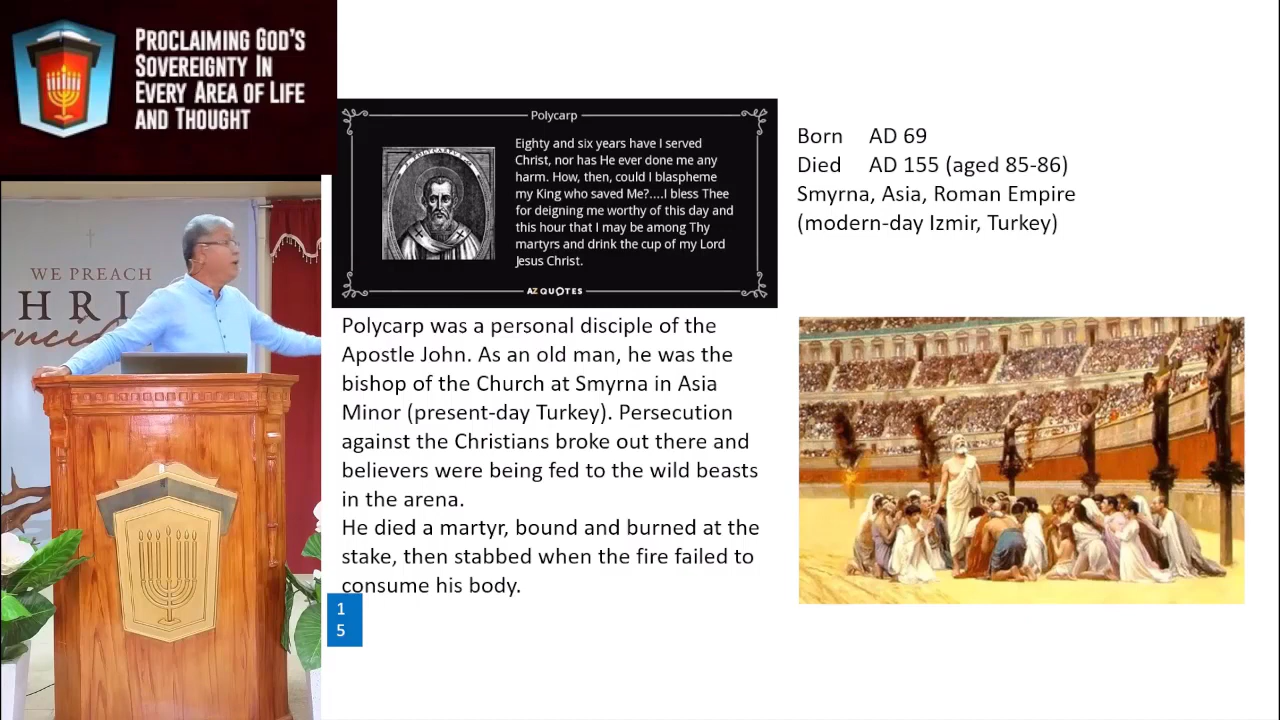 PROCLAIMING GOD'S
SOVEREIGNTY IN
EVERY AREA OF LIFE
AND THOUGHT
WE PREACH
HRI
Polycarp
Eighty and six years have I served
Christ, nor has He ever done me any
harm. How, then, could I blaspheme
my King who saved Me?....I bless Thee
for deigning me worthy of this day and
this hour that I may be among Thy
martyrs and drink the cup of my Lord
Jesus Christ.
AZ QUOTES
Born AD 69
Died AD 155 (aged 85-86)
Smyrna, Asia, Roman Empire
(modern-day Izmir, Turkey)
Polycarp was a personal disciple of the
Apostle John. As an old man, he was the
bishop of the Church at Smyrna in Asia
Minor (present-day Turkey). Persecution
against the Christians broke out there and
believers were being fed to the wild beasts
in the arena.
He died a martyr, bound and burned at the
stake, then stabbed when the fire failed to
consume his body.
1
5